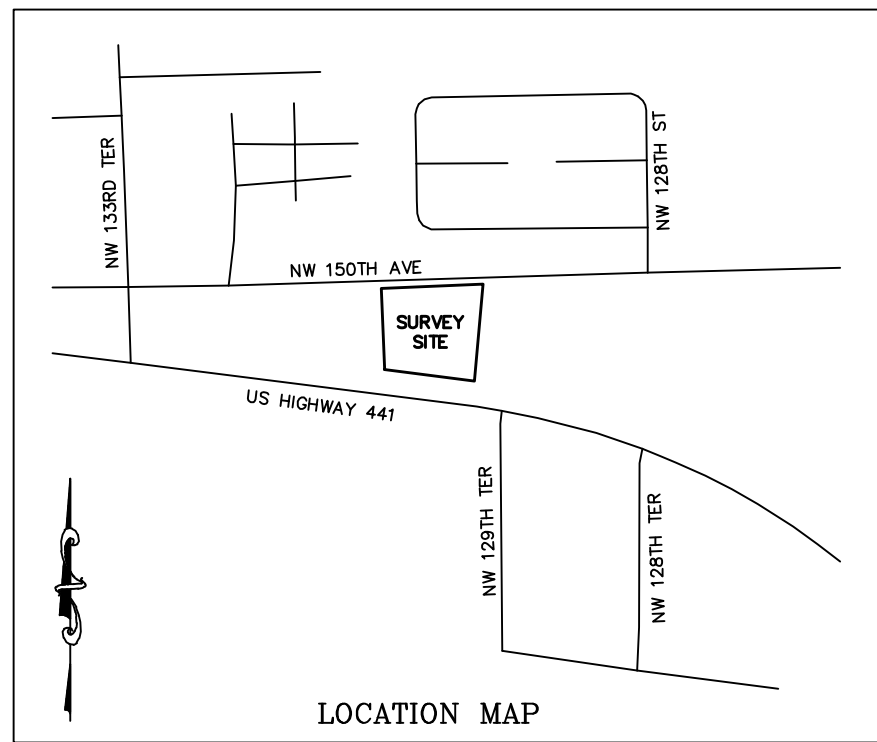 NW 133RD TER
NW 128TH ST
NW 150TH AVE
SURVEY
SITE
US HIGHWAY 441
NW 129TH TER
NW 128TH TER
LOCATION MAP